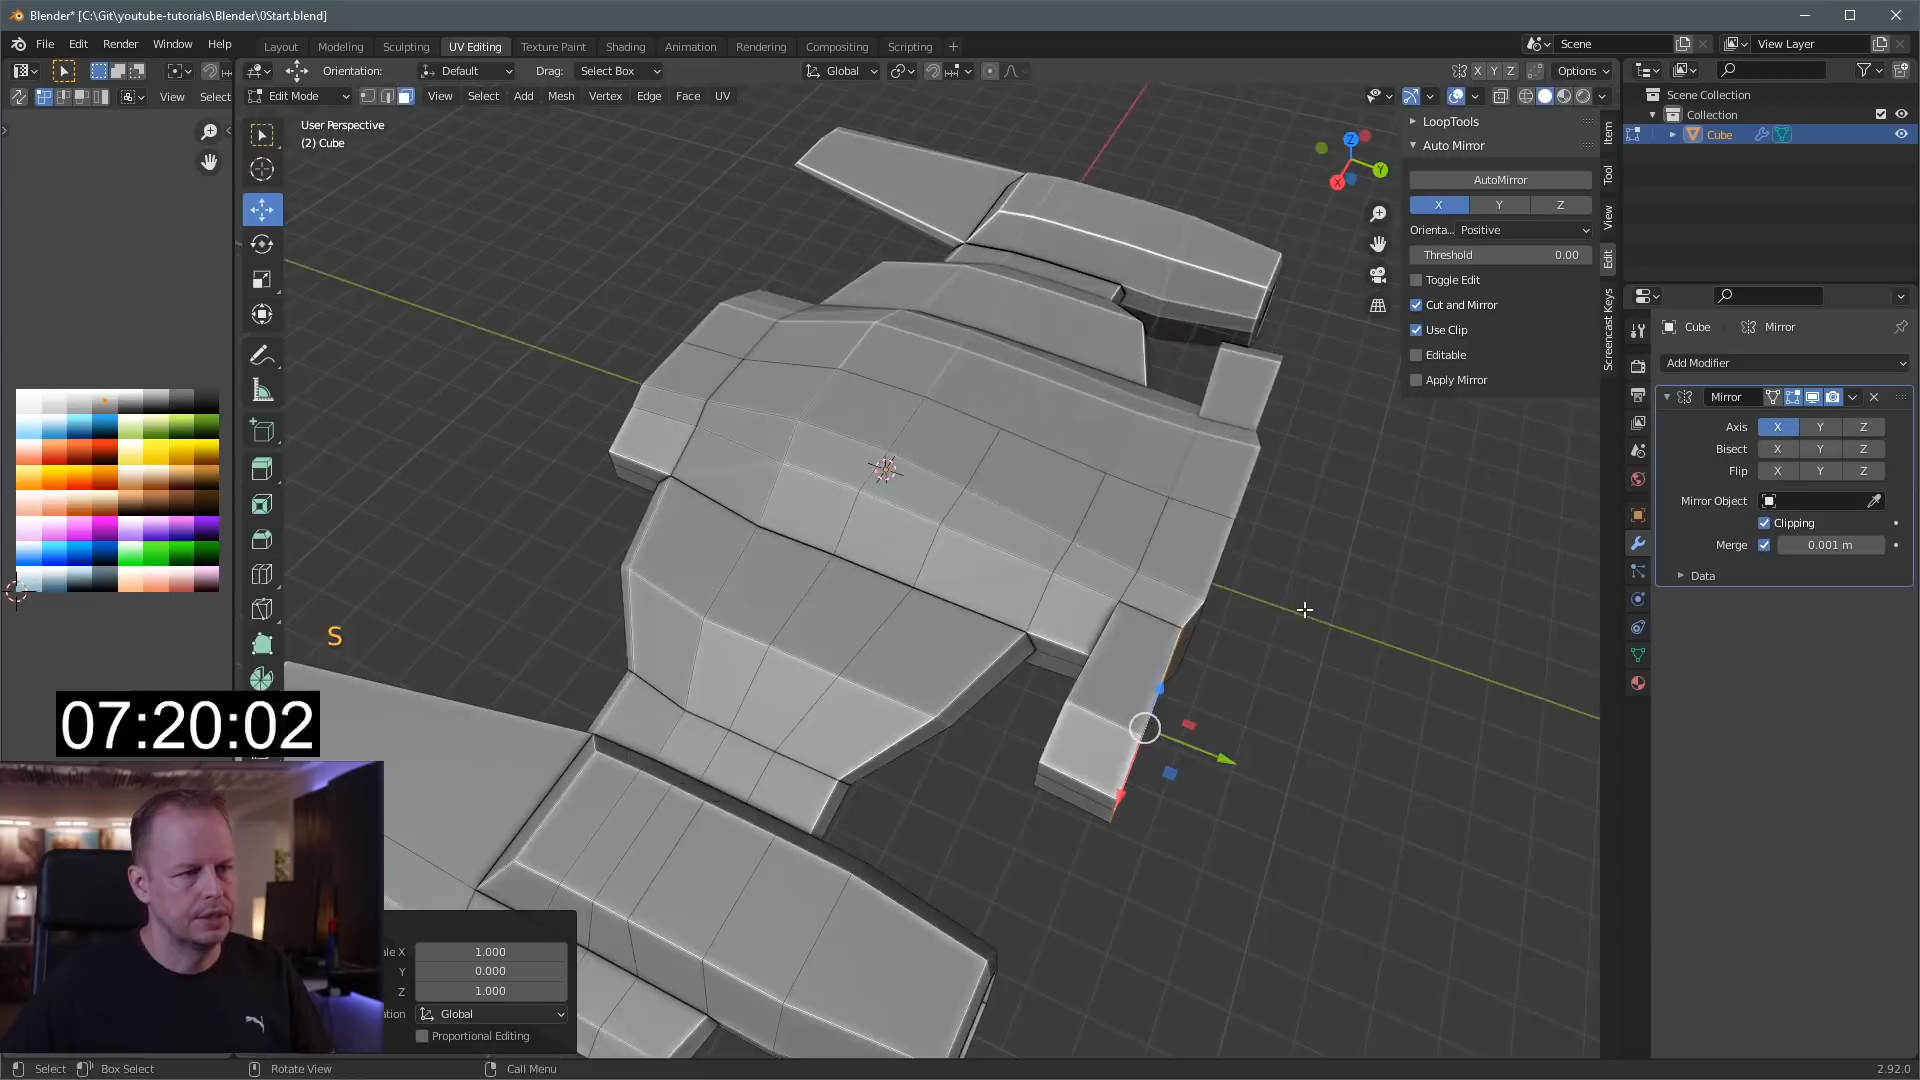 Blender* [C:\Git\youtube-tutorials\Blender\0Start.blend]
File Edit Render Window Help Layout Modeling Sculpting UV Editing Texture Paint Shading Animation Rendering Compositing Scripting + Scene View Layer
Orientation: Default Drag: Select Box Global X Y Z Options
View Select Edit Mode View Select Add Mesh Vertex Edge Face UV
Scene Collection
Collection
Cube
User Perspective
(2) Cube
Z
Y
X
LoopTools
Auto Mirror
AutoMirror
X Y Z
Orienta... Positive
Threshold 0.00
Toggle Edit
Cut and Mirror
Use Clip
Editable
Apply Mirror
Item
Tool
View
Edit
Screencast Keys
Cube Mirror
Add Modifier
Mirror
Axis X Y Z
Bisect X Y Z
Flip X Y Z
Mirror Object
Clipping
Merge 0.001 m
Data
S
07:20:02
ale X 1.000
Y 0.000
Z 1.000
ation Global
Proportional Editing
Select Box Select Rotate View Call Menu 2.92.0